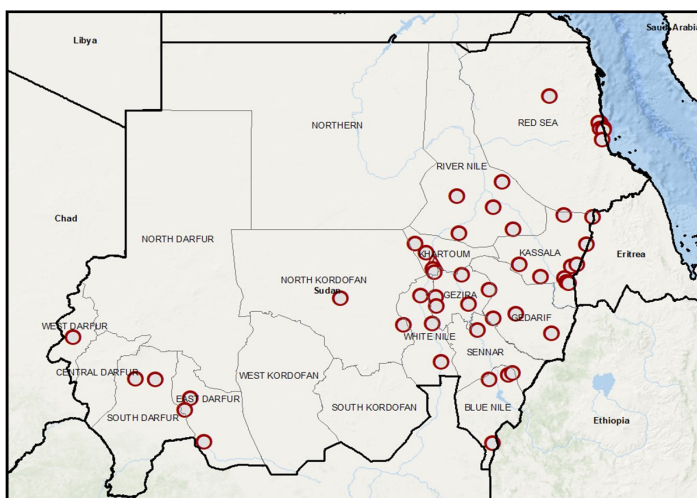 Libya
Saudi Arabia
RED SEA
NORTHERN
RIVER NILE
Chad
NORTH DARFUR
KHARTOUM
KASSALA
Eritrea
NORTH KORDOFAN
Sudan
GEZIRA
GEDARIF
WEST DARFUR
WHITE NILE
SENNAR
CENTRAL DARFUR
WEST KORDOFAN
EAST DARFUR
SOUTH KORDOFAN
BLUE NILE
SOUTH DARFUR
Ethiopia